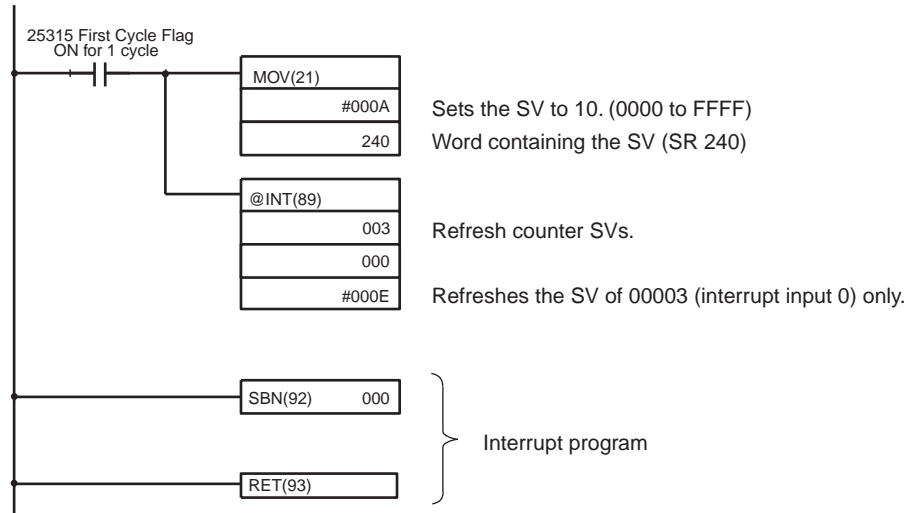 25315 First Cycle Flag
ON for 1 cycle
MOV(21)
#000A Sets the SV to 10. (0000 to FFFF)
240 Word containing the SV (SR 240)
@INT(89)
003 Refresh counter SVs.
000
#000E Refreshes the SV of 00003 (interrupt input 0) only.
SBN(92) 000
Interrupt program
RET(93)